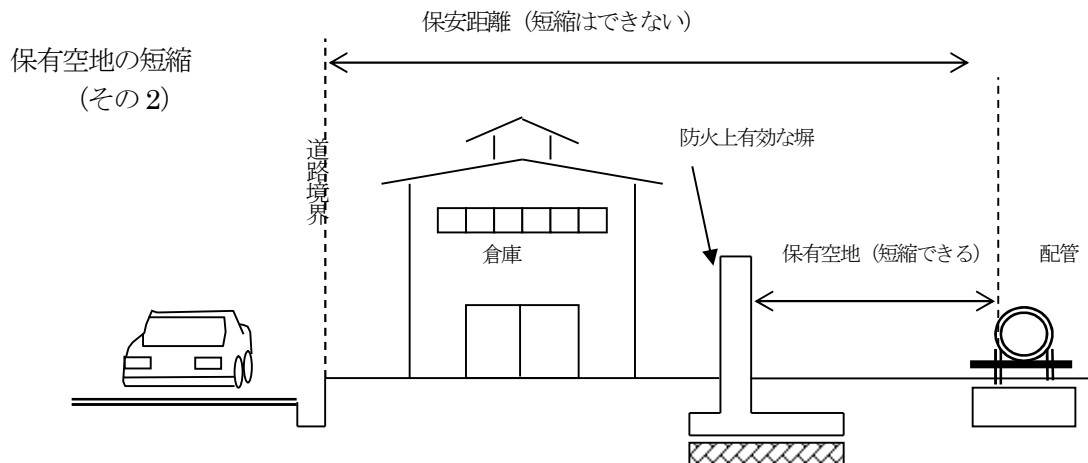 保安距離（短縮はできない）
保有空地の短縮
（その2）
道路境界
防火上有効な塀
倉庫
保有空地（短縮できる）
配管